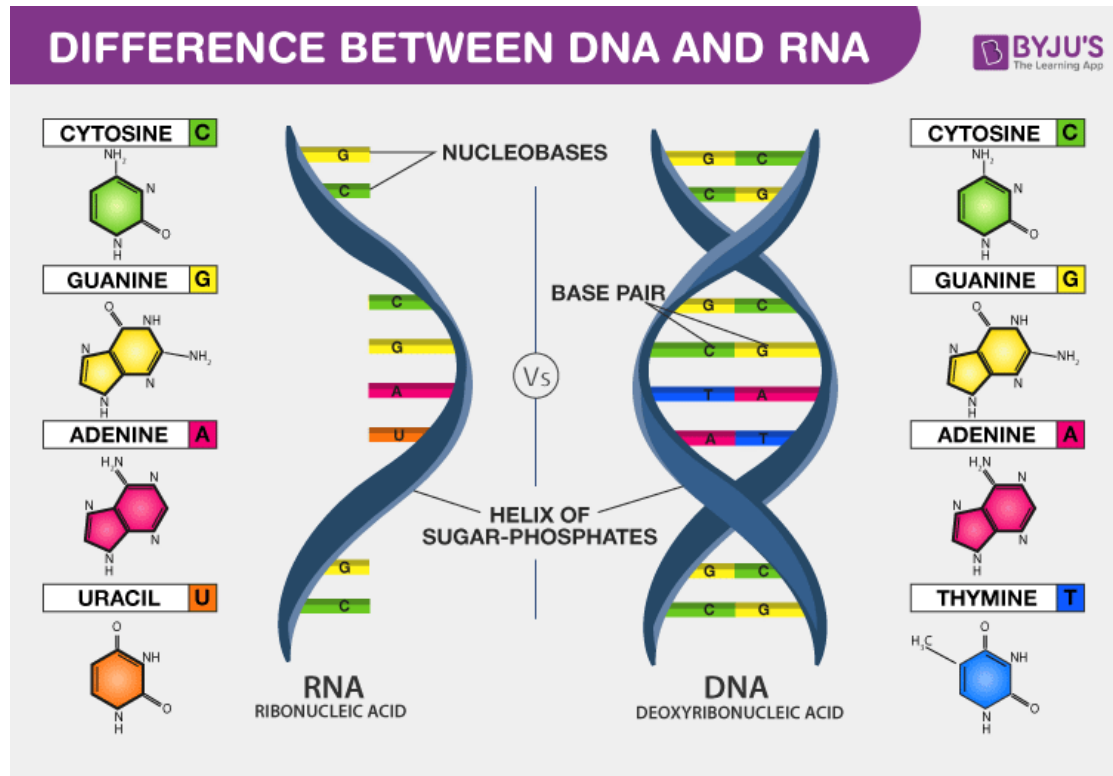 DIFFERENCE BETWEEN DNA AND RNA
BYJU'S
The Learning App
CYTOSINE C
NH₂
N
O
N
H
GUANINE G
O
NH
N
NH₂
N
N
H
ADENINE A
H₂N
N
N
N
N
H
URACIL U
O
NH
O
N
H
G
C
NUCLEOBASES
C
G
A
U
G
C
RNA
RIBONUCLEIC ACID
Vs
BASE PAIR
HELIX OF
SUGAR-PHOSPHATES
G C
C G
G C
C G
T A
A T
G C
C G
DNA
DEOXYRIBONUCLEIC ACID
CYTOSINE C
NH₂
N
O
N
H
GUANINE G
O
NH
N
NH₂
N
N
H
ADENINE A
H₂N
N
N
N
N
H
THYMINE T
O
H₃C
NH
O
N
H